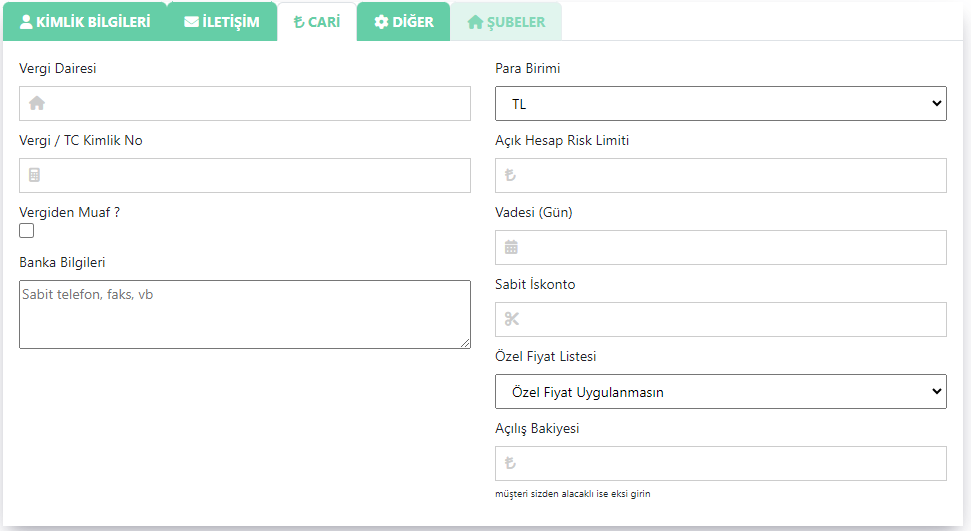 KİMLİK BİLGİLERİ
İLETİŞİM
CARİ
DİĞER
ŞUBELER
Vergi Dairesi
Vergi / TC Kimlik No
Vergiden Muaf ?
Banka Bilgileri
Sabit telefon, faks, vb
Para Birimi
TL
Açık Hesap Risk Limiti
Vadesi (Gün)
Sabit İskonto
Özel Fiyat Listesi
Özel Fiyat Uygulanmasın
Açılış Bakiyesi
müşteri sizden alacaklı ise eksi girin